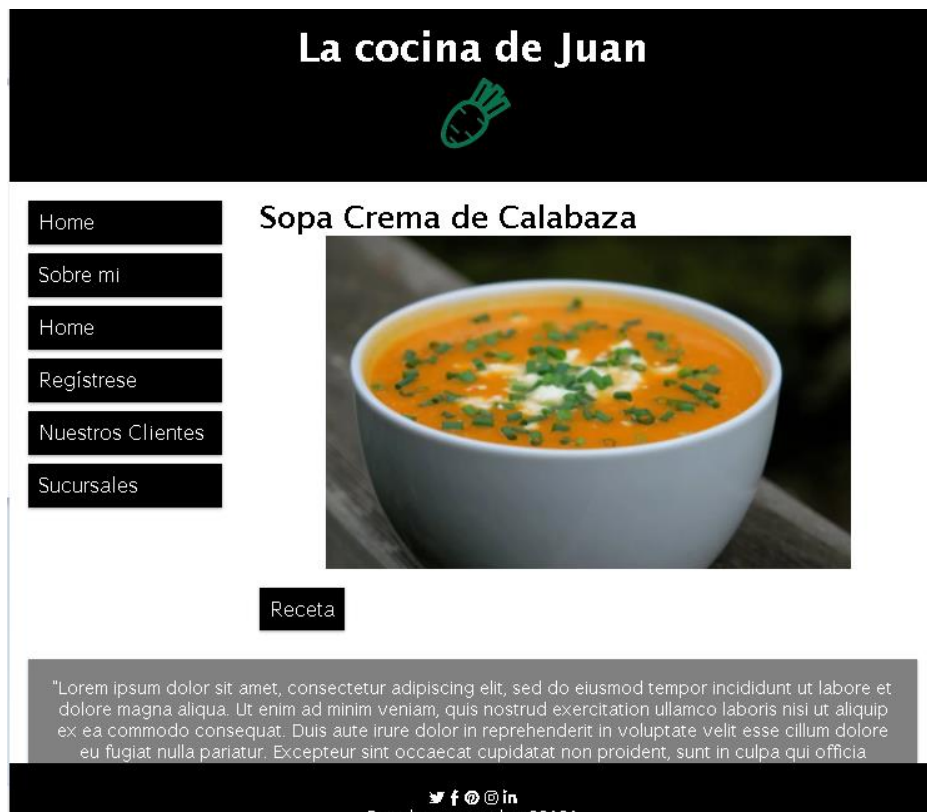 La cocina de Juan
Home
Sobre mi
Home
Regístrese
Nuestros Clientes
Sucursales
Sopa Crema de Calabaza
Receta
"Lorem ipsum dolor sit amet, consectetur adipiscing elit, sed do eiusmod tempor incididunt ut labore et
dolore magna aliqua. Ut enim ad minim veniam, quis nostrud exercitation ullamco laboris nisi ut aliquip
ex ea commodo consequat. Duis aute irure dolor in reprehenderit in voluptate velit esse cillum dolore
eu fugiat nulla pariatur. Excepteur sint occaecat cupidatat non proident, sunt in culpa qui officia